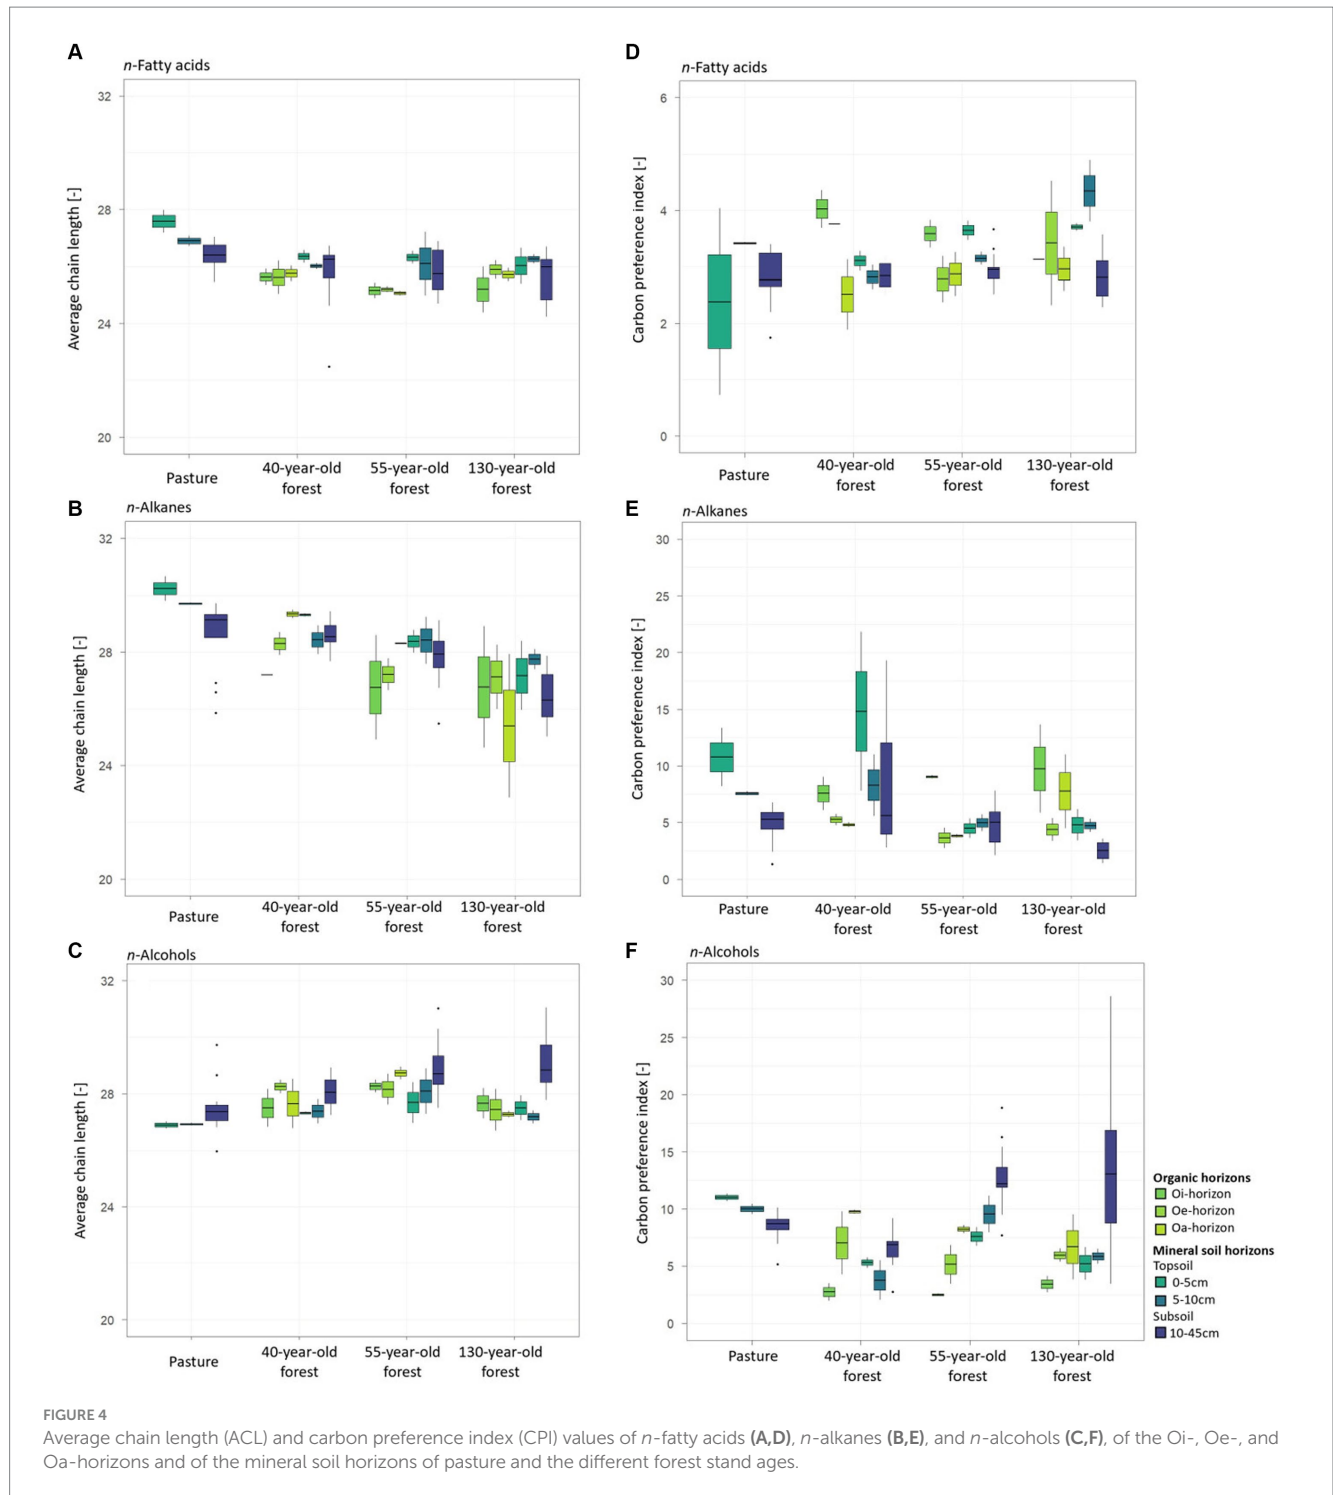 A
n-Fatty acids
32
28
24
20
Average chain length [-]
Pasture
40-year-old
forest
55-year-old
forest
130-year-old
forest
D
n-Fatty acids
6
4
2
0
Carbon preference index [-]
Pasture
40-year-old
forest
55-year-old
forest
130-year-old
forest
B
n-Alkanes
32
28
24
20
Average chain length [-]
Pasture
40-year-old
forest
55-year-old
forest
130-year-old
forest
E
n-Alkanes
30
25
20
15
10
5
0
Carbon preference index [-]
Pasture
40-year-old
forest
55-year-old
forest
130-year-old
forest
C
n-Alcohols
32
28
24
20
Average chain length [-]
Pasture
40-year-old
forest
55-year-old
forest
130-year-old
forest
F
n-Alcohols
30
25
20
15
10
5
0
Carbon preference index [-]
Pasture
40-year-old
forest
55-year-old
forest
130-year-old
forest
Organic horizons
Oi-horizon
Oe-horizon
Oa-horizon
Mineral soil horizons
Topsoil
0-5cm
5-10cm
Subsoil
10-45cm
FIGURE 4
Average chain length (ACL) and carbon preference index (CPI) values of n-fatty acids (A,D), n-alkanes (B,E), and n-alcohols (C,F), of the Oi-, Oe-, and
Oa-horizons and of the mineral soil horizons of pasture and the different forest stand ages.